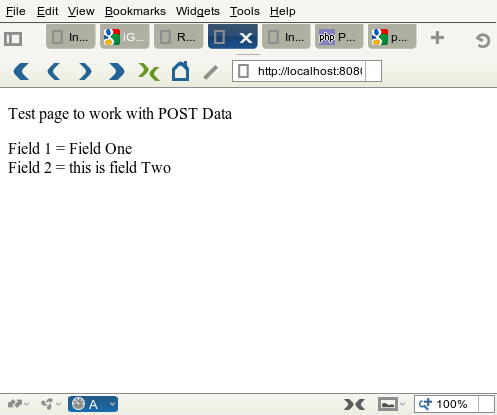 File Edit View Bookmarks Widgets Tools Help
In... iG... R... In... php P... p...
http://localhost:808
Test page to work with POST Data
Field 1 = Field One
Field 2 = this is field Two
A 100%